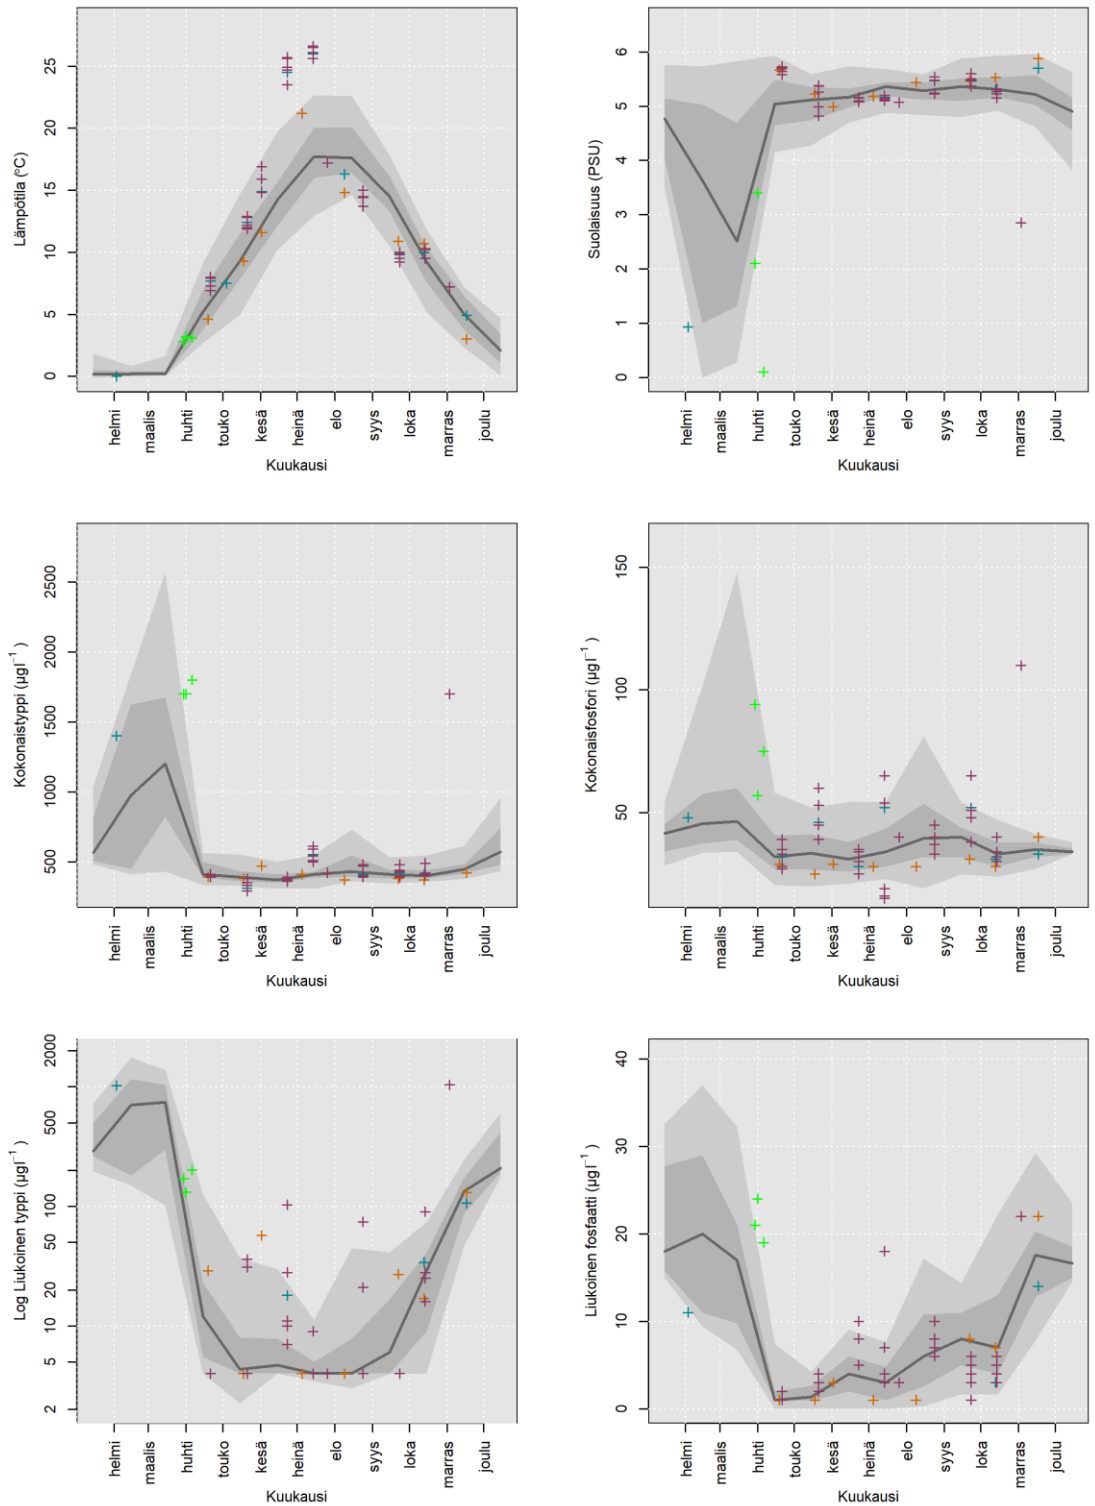 Lämpötila (ºC)
0 5 10 15 20 25
helmi maalis huhti touko kesä heinä elo syys loka marras joulu
Kuukausi
Suolaisuus (PSU)
0 1 2 3 4 5 6
helmi maalis huhti touko kesä heinä elo syys loka marras joulu
Kuukausi
Kokonaistyppi (µgl⁻¹ )
500 1000 1500 2000 2500
helmi maalis huhti touko kesä heinä elo syys loka marras joulu
Kuukausi
Kokonaisfosfori (µgl⁻¹ )
50 100 150
helmi maalis huhti touko kesä heinä elo syys loka marras joulu
Kuukausi
Log Liukoinen typpi (µgl⁻¹ )
2 5 10 20 50 100 500 2000
helmi maalis huhti touko kesä heinä elo syys loka marras joulu
Kuukausi
Liukoinen fosfaatti (µgl⁻¹ )
0 10 20 30 40
helmi maalis huhti touko kesä heinä elo syys loka marras joulu
Kuukausi